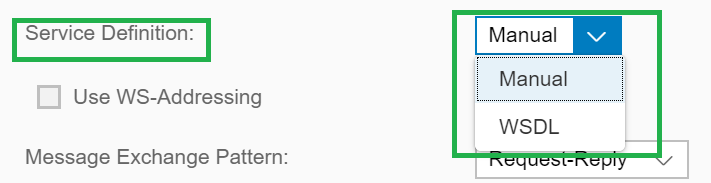 Service Definition: Manual
Manual
Use WS-Addressing
WSDL
Message Exchange Pattern: Request-Reply